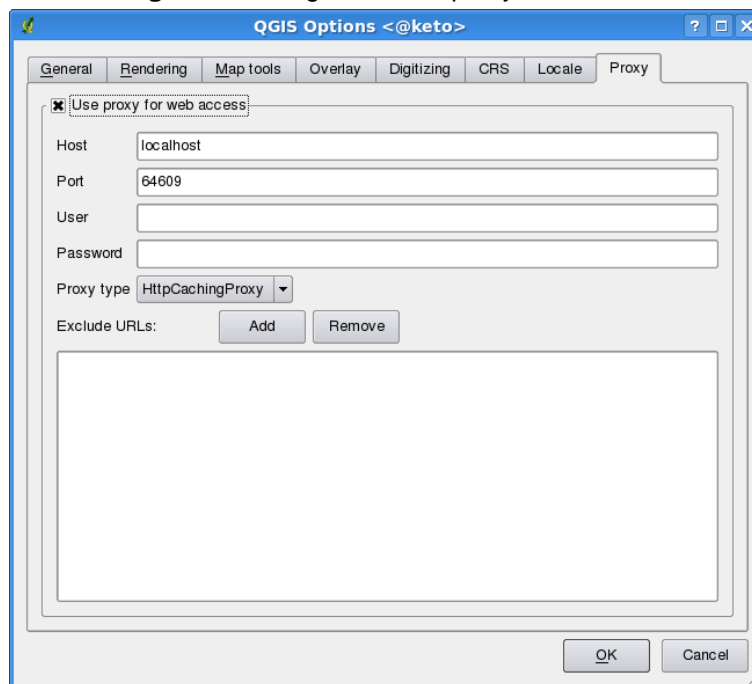 QGIS Options <@keto>
General Rendering Map tools Overlay Digitizing CRS Locale Proxy
Use proxy for web access
Host localhost
Port 64609
User
Password
Proxy type HttpCachingProxy
Exclude URLs: Add Remove
OK Cancel